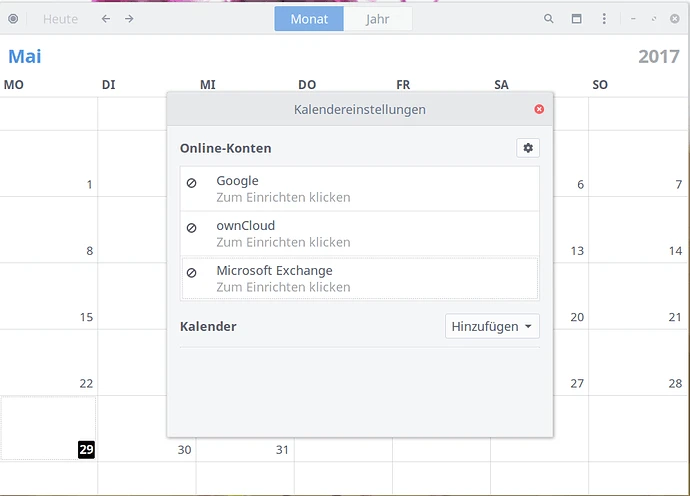 Heute
Monat
Jahr
Mai
2017
MO DI MI DO FR SA SO
Kalendereinstellungen
Online-Konten
Google
Zum Einrichten klicken
ownCloud
Zum Einrichten klicken
Microsoft Exchange
Zum Einrichten klicken
Kalender
Hinzufügen
1 6 7
8 13 14
15 20 21
22 27 28
29 30 31